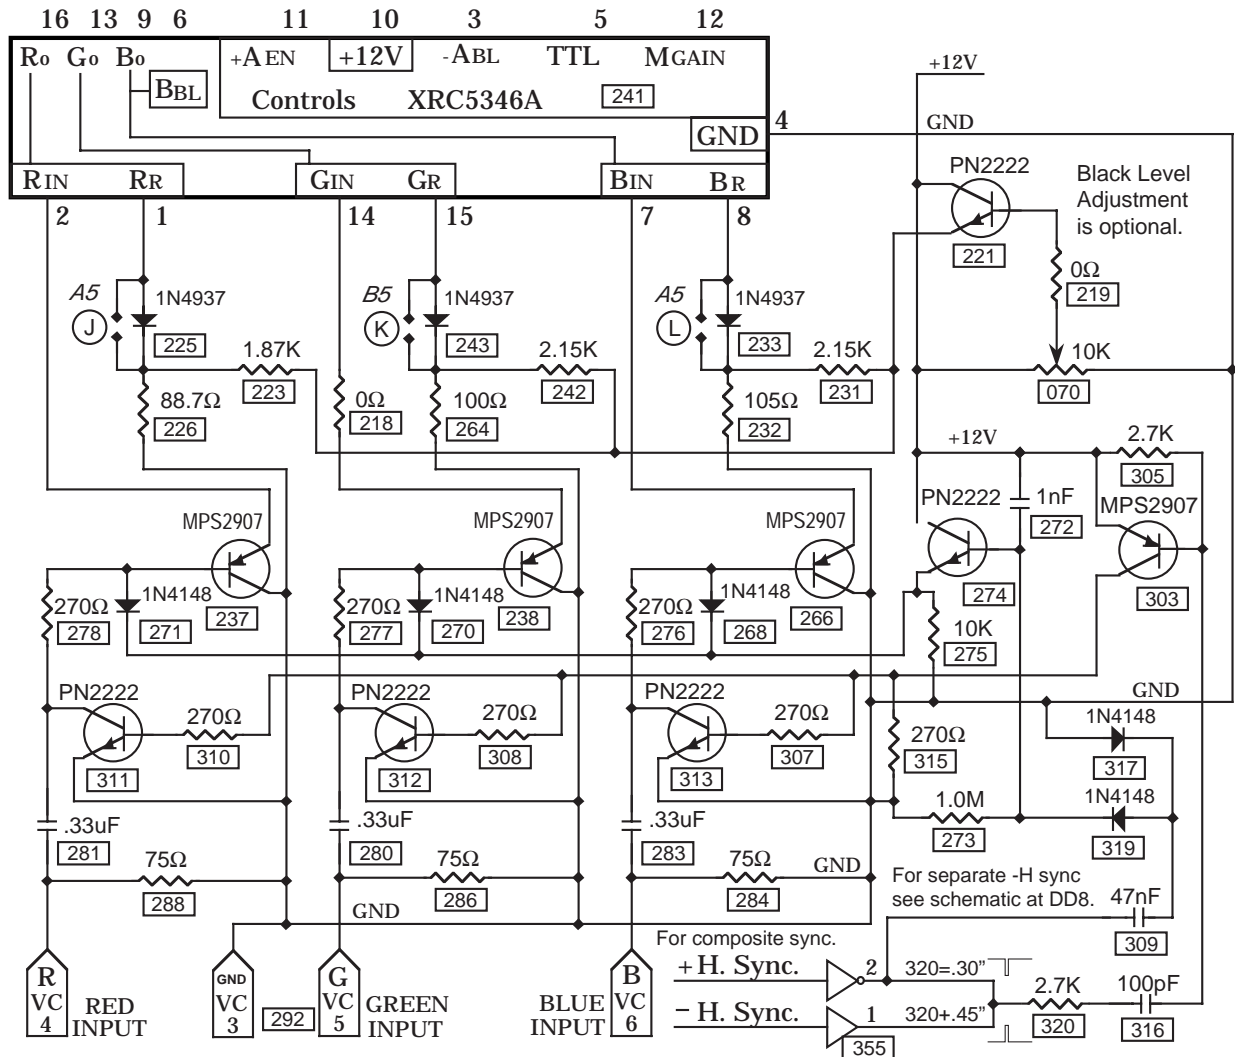 16 13 9 6 11 10 3 5 12
Ro Go Bo +AEN +12V -ABL TTL MGAIN
BBL
Controls XRC5346A 241
GND 4
RIN RR GIN GR BIN BR
2 1 14 15 7 8
+12V
GND
PN2222
221
Black Level
Adjustment
is optional.
0Ω
219
10K
070
A5
J
1N4937
225
1.87K
223
88.7Ω
226
0Ω
218
B5
K
1N4937
243
2.15K
242
100Ω
264
A5
L
1N4937
233
2.15K
231
105Ω
232
+12V
2.7K
305
PN2222
274
1nF
272
MPS2907
303
MPS2907
237
MPS2907
238
MPS2907
266
270Ω
278
1N4148
271
270Ω
277
1N4148
270
270Ω
276
1N4148
268
10K
275
GND
PN2222
311
270Ω
310
PN2222
312
270Ω
308
PN2222
313
270Ω
307
270Ω
315
1N4148
317
1.0M
273
1N4148
319
.33uF
281
.33uF
280
.33uF
283
75Ω
288
75Ω
286
75Ω
284
GND
GND
For separate -H sync
see schematic at DD8.
47nF
309
For composite sync.
+H. Sync. 2 320=.30"
− H. Sync. 1 320+.45"
355
2.7K
320
100pF
316
R
VC
4
RED
INPUT
GND
VC
3
292
G
VC
5
GREEN
INPUT
BLUE
INPUT
B
VC
6